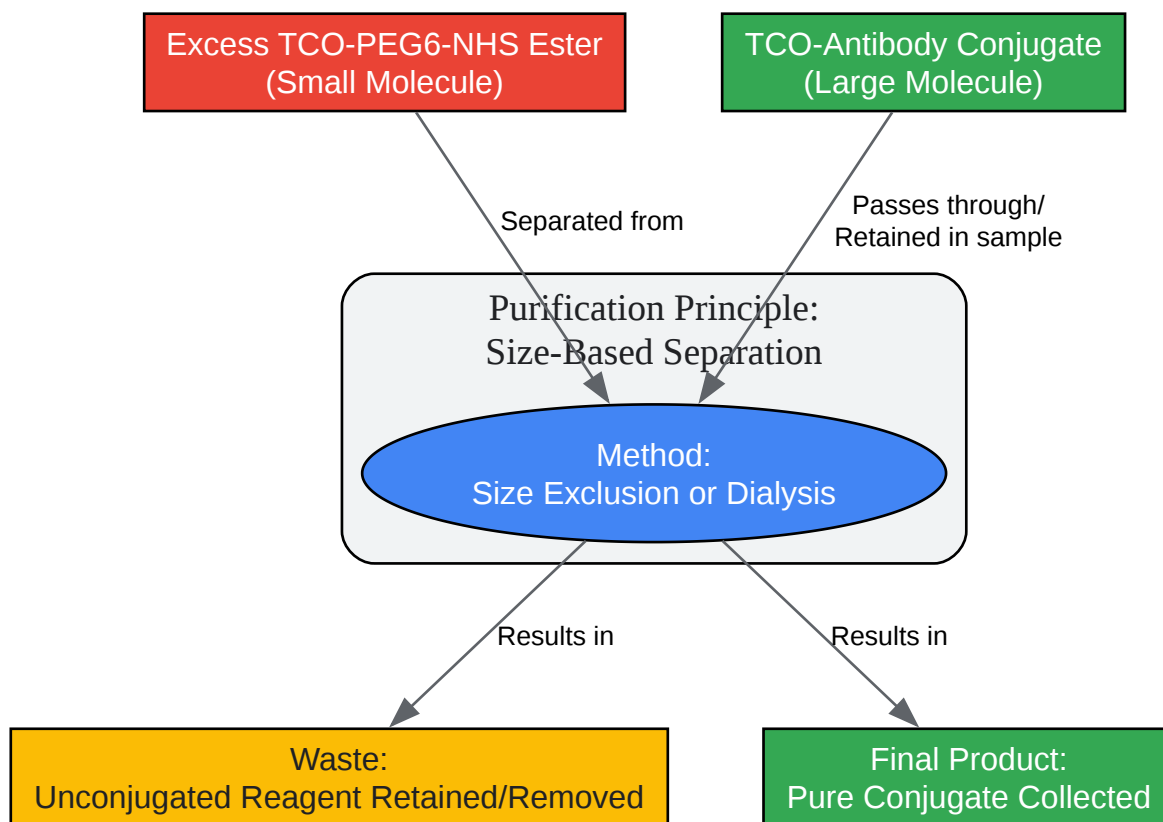 Excess TCO-PEG6-NHS Ester
(Small Molecule)
TCO-Antibody Conjugate
(Large Molecule)
Separated from
Passes through/
Retained in sample
Purification Principle:
Size-Based Separation
Method:
Size Exclusion or Dialysis
Results in
Results in
Waste:
Unconjugated Reagent Retained/Removed
Final Product:
Pure Conjugate Collected